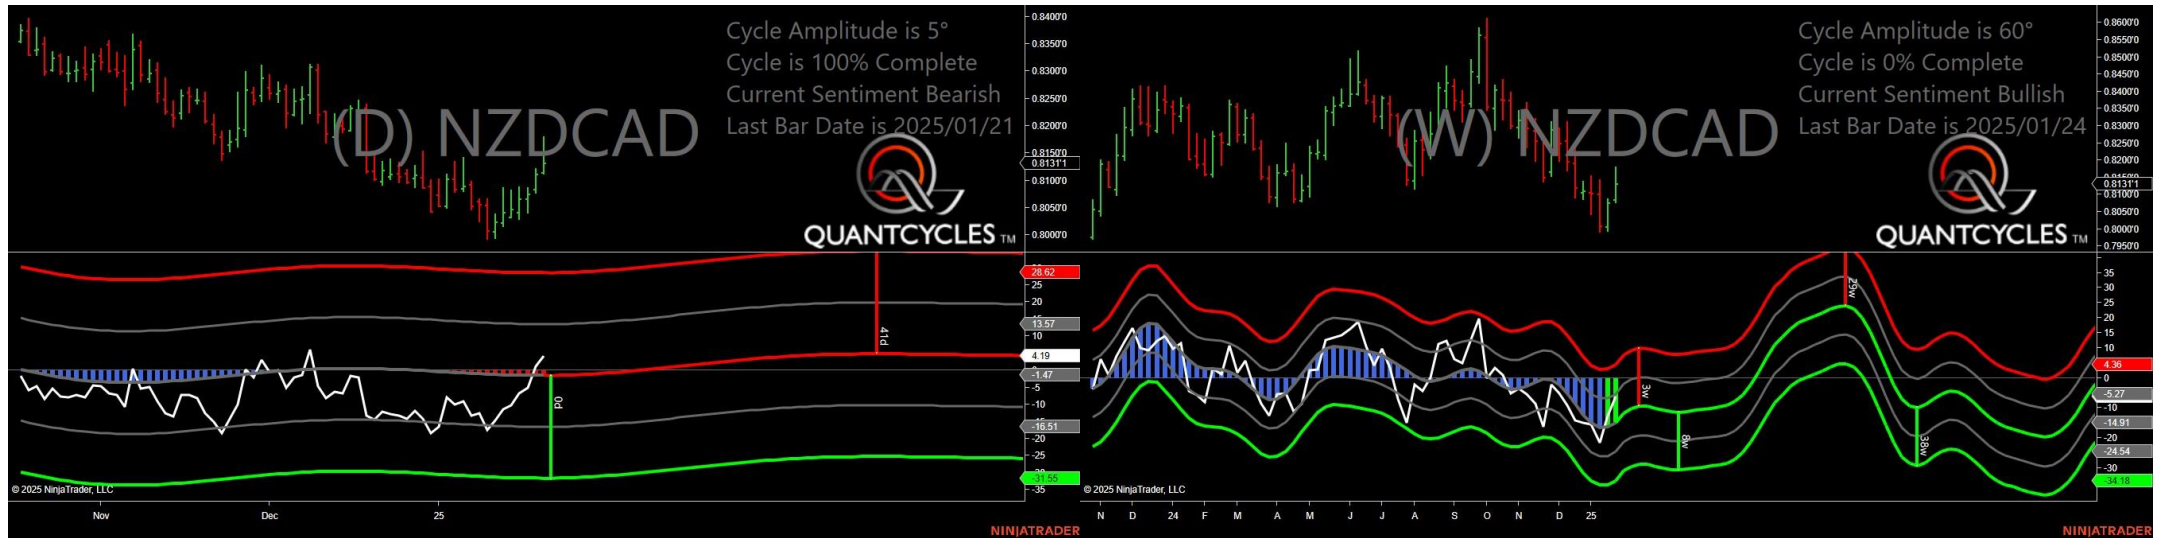 Cycle Amplitude is 5°
Cycle is 100% Complete
Current Sentiment Bearish
Last Bar Date is 2025/01/21
(D) NZDCAD
QUANTCYCLES TM
0.8400'0
0.8350'0
0.8300'0
0.8250'0
0.8200'0
0.8150'0
0.8131'1
0.8100'0
0.8050'0
0.8000'0
28.62
25
20
13.57
10
4.19
-1.47
-5
-10
-16.51
-20
-25
-31.55
-35
41d
0d
© 2025 NinjaTrader, LLC
Nov
Dec
25
NINJATRADER
Cycle Amplitude is 60°
Cycle is 0% Complete
Current Sentiment Bullish
Last Bar Date is 2025/01/24
(W) NZDCAD
QUANTCYCLES TM
0.8600'0
0.8550'0
0.8500'0
0.8450'0
0.8400'0
0.8350'0
0.8300'0
0.8250'0
0.8200'0
0.8131'1
0.8100'0
0.8050'0
0.8000'0
0.7950'0
35
30
25
20
15
10
4.36
0
-5.27
-10
-14.91
-20
-24.54
-30
-34.18
3w
8w
29w
38w
© 2025 NinjaTrader, LLC
N
D
24
F
M
A
M
J
J
A
S
O
N
D
25
NINJATRADER